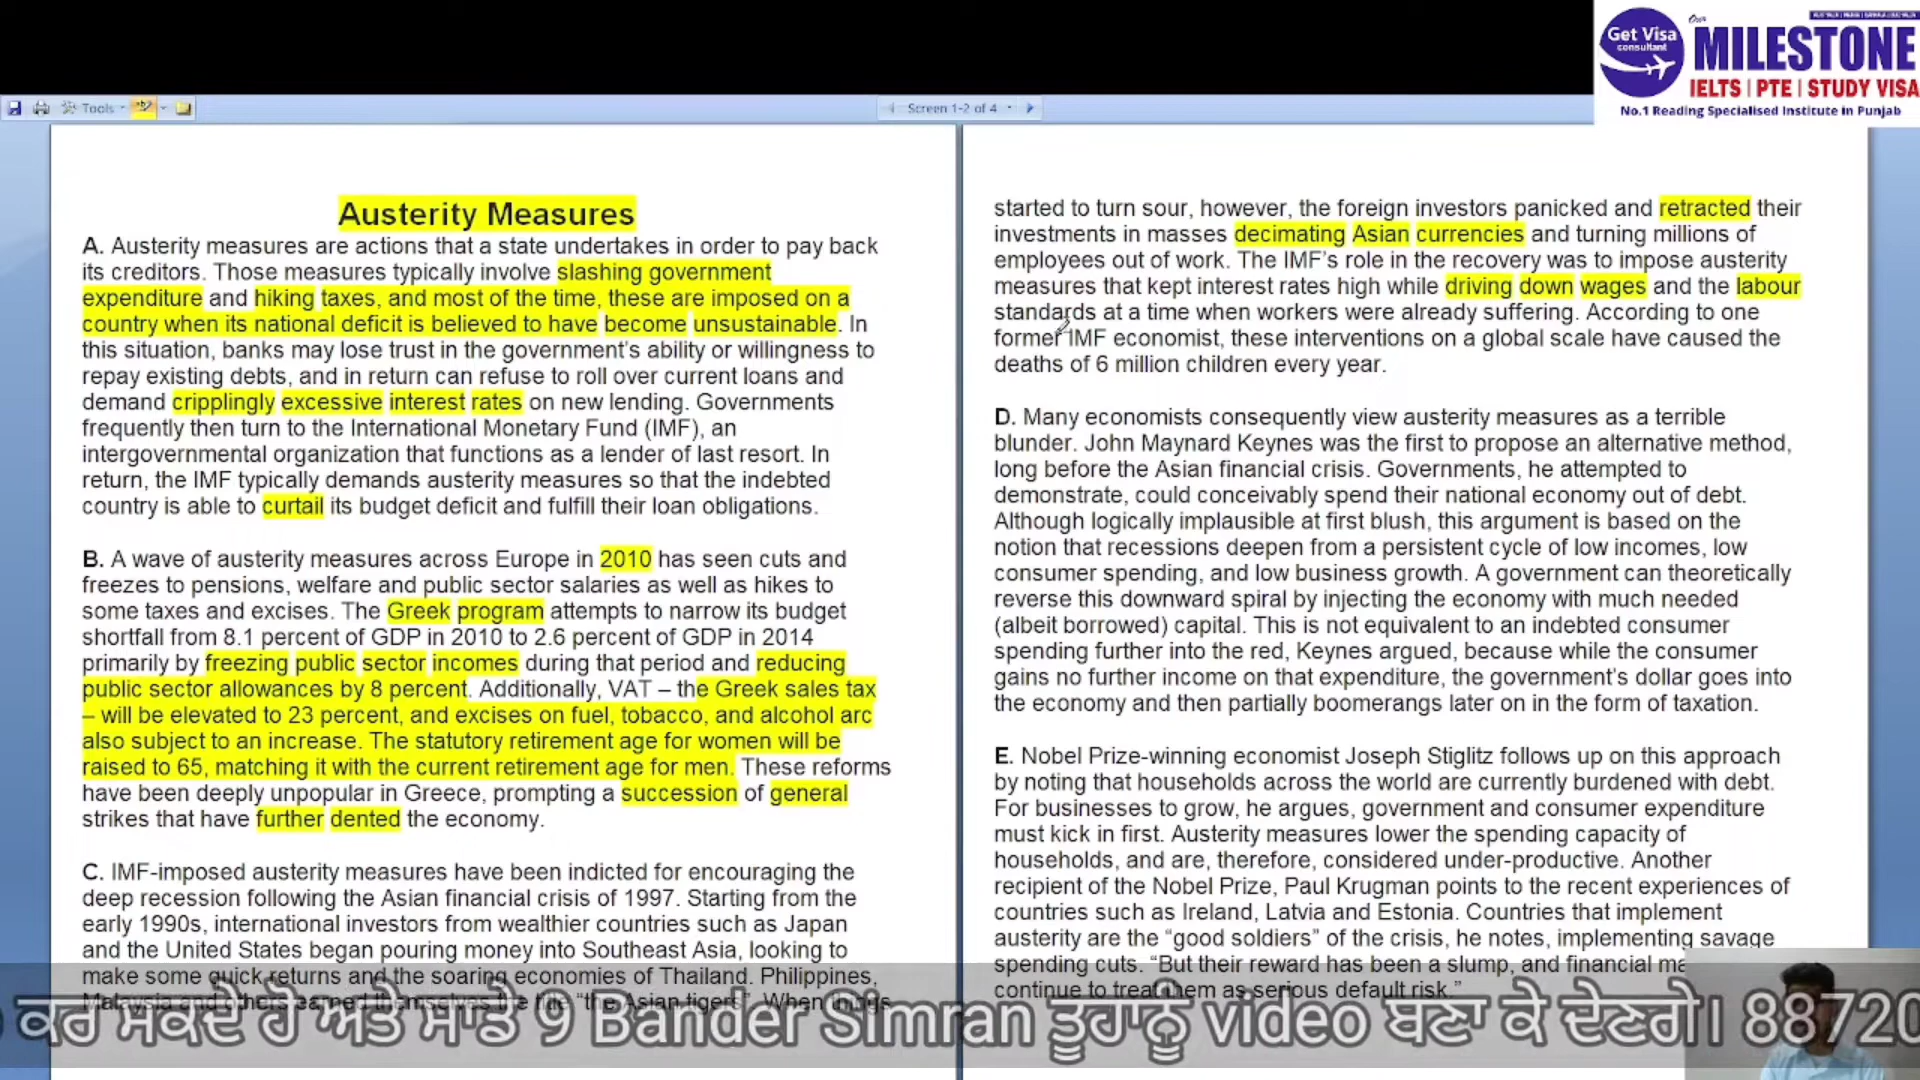 Our
Get Visa
consultant
MILESTONE
IELTS | PTE | STUDY VISA
No.1 Reading Specialised Institute in Punjab
Tools
Screen 1-2 of 4
Austerity Measures
A. Austerity measures are actions that a state undertakes in order to pay back
its creditors. Those measures typically involve slashing government
expenditure and hiking taxes, and most of the time, these are imposed on a
country when its national deficit is believed to have become unsustainable. In
this situation, banks may lose trust in the government's ability or willingness to
repay existing debts, and in return can refuse to roll over current loans and
demand cripplingly excessive interest rates on new lending. Governments
frequently then turn to the International Monetary Fund (IMF), an
intergovernmental organization that functions as a lender of last resort. In
return, the IMF typically demands austerity measures so that the indebted
country is able to curtail its budget deficit and fulfill their loan obligations.
B. A wave of austerity measures across Europe in 2010 has seen cuts and
freezes to pensions, welfare and public sector salaries as well as hikes to
some taxes and excises. The Greek program attempts to narrow its budget
shortfall from 8.1 percent of GDP in 2010 to 2.6 percent of GDP in 2014
primarily by freezing public sector incomes during that period and reducing
public sector allowances by 8 percent. Additionally, VAT – the Greek sales tax
– will be elevated to 23 percent, and excises on fuel, tobacco, and alcohol arc
also subject to an increase. The statutory retirement age for women will be
raised to 65, matching it with the current retirement age for men. These reforms
have been deeply unpopular in Greece, prompting a succession of general
strikes that have further dented the economy.
C. IMF-imposed austerity measures have been indicted for encouraging the
deep recession following the Asian financial crisis of 1997. Starting from the
early 1990s, international investors from wealthier countries such as Japan
and the United States began pouring money into Southeast Asia, looking to
make some quick returns and the soaring economies of Thailand. Philippines,
Malaysia and others earned themselves the title "the Asian tigers". When things
started to turn sour, however, the foreign investors panicked and retracted their
investments in masses decimating Asian currencies and turning millions of
employees out of work. The IMF's role in the recovery was to impose austerity
measures that kept interest rates high while driving down wages and the labour
standards at a time when workers were already suffering. According to one
former IMF economist, these interventions on a global scale have caused the
deaths of 6 million children every year.
D. Many economists consequently view austerity measures as a terrible
blunder. John Maynard Keynes was the first to propose an alternative method,
long before the Asian financial crisis. Governments, he attempted to
demonstrate, could conceivably spend their national economy out of debt.
Although logically implausible at first blush, this argument is based on the
notion that recessions deepen from a persistent cycle of low incomes, low
consumer spending, and low business growth. A government can theoretically
reverse this downward spiral by injecting the economy with much needed
(albeit borrowed) capital. This is not equivalent to an indebted consumer
spending further into the red, Keynes argued, because while the consumer
gains no further income on that expenditure, the government's dollar goes into
the economy and then partially boomerangs later on in the form of taxation.
E. Nobel Prize-winning economist Joseph Stiglitz follows up on this approach
by noting that households across the world are currently burdened with debt.
For businesses to grow, he argues, government and consumer expenditure
must kick in first. Austerity measures lower the spending capacity of
households, and are, therefore, considered under-productive. Another
recipient of the Nobel Prize, Paul Krugman points to the recent experiences of
countries such as Ireland, Latvia and Estonia. Countries that implement
austerity are the "good soldiers" of the crisis, he notes, implementing savage
spending cuts. "But their reward has been a slump, and financial
continue to treat them as serious default risk."
ਕਰ ਸਕਦੇ ਹੋ ਅਤੇ ਸਾਡੇ 9 Bander Simran ਤੁਹਾਨੂੰ video ਬਣਾ ਕੇ ਦੇਣਗੇ। 88720